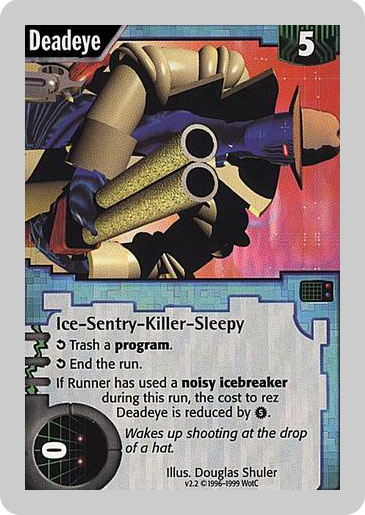 Deadeye
5
Ice-Sentry-Killer-Sleepy
Trash a program.
End the run.
If Runner has used a noisy icebreaker
during this run, the cost to rez
Deadeye is reduced by 5.
Wakes up shooting at the drop
of a hat.
0
Illus. Douglas Shuler
v2.2 ©1996-1999 WotC